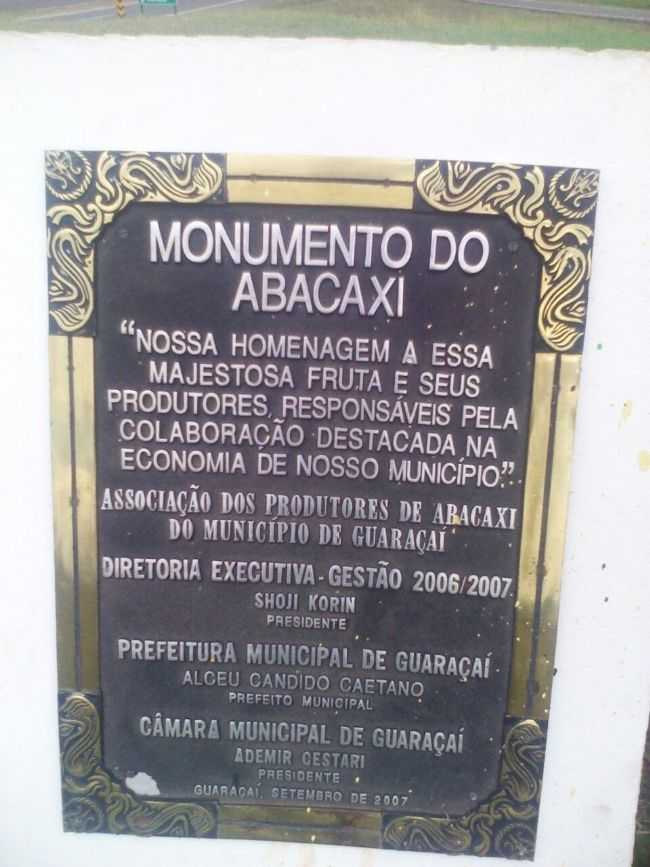 MONUMENTO DO
ABACAXI
"NOSSA HOMENAGEM A ESSA
MAJESTOSA FRUTA E SEUS
PRODUTORES, RESPONSÁVEIS PELA
COLABORAÇÃO DESTACADA NA
ECONOMIA DE NOSSO MUNICÍPIO."
ASSOCIAÇÃO DOS PRODUTORES DE ABACAXI
DO MUNICÍPIO DE GUARAÇAÍ
DIRETORIA EXECUTIVA - GESTÃO 2006/2007
SHOJI KORIN
PRESIDENTE
PREFEITURA MUNICIPAL DE GUARAÇAÍ
ALCEU CANDIDO CAETANO
PREFEITO MUNICIPAL
CÂMARA MUNICIPAL DE GUARAÇAÍ
ADEMIR CESTARI
PRESIDENTE
GUARAÇAÍ, SETEMBRO DE 2007